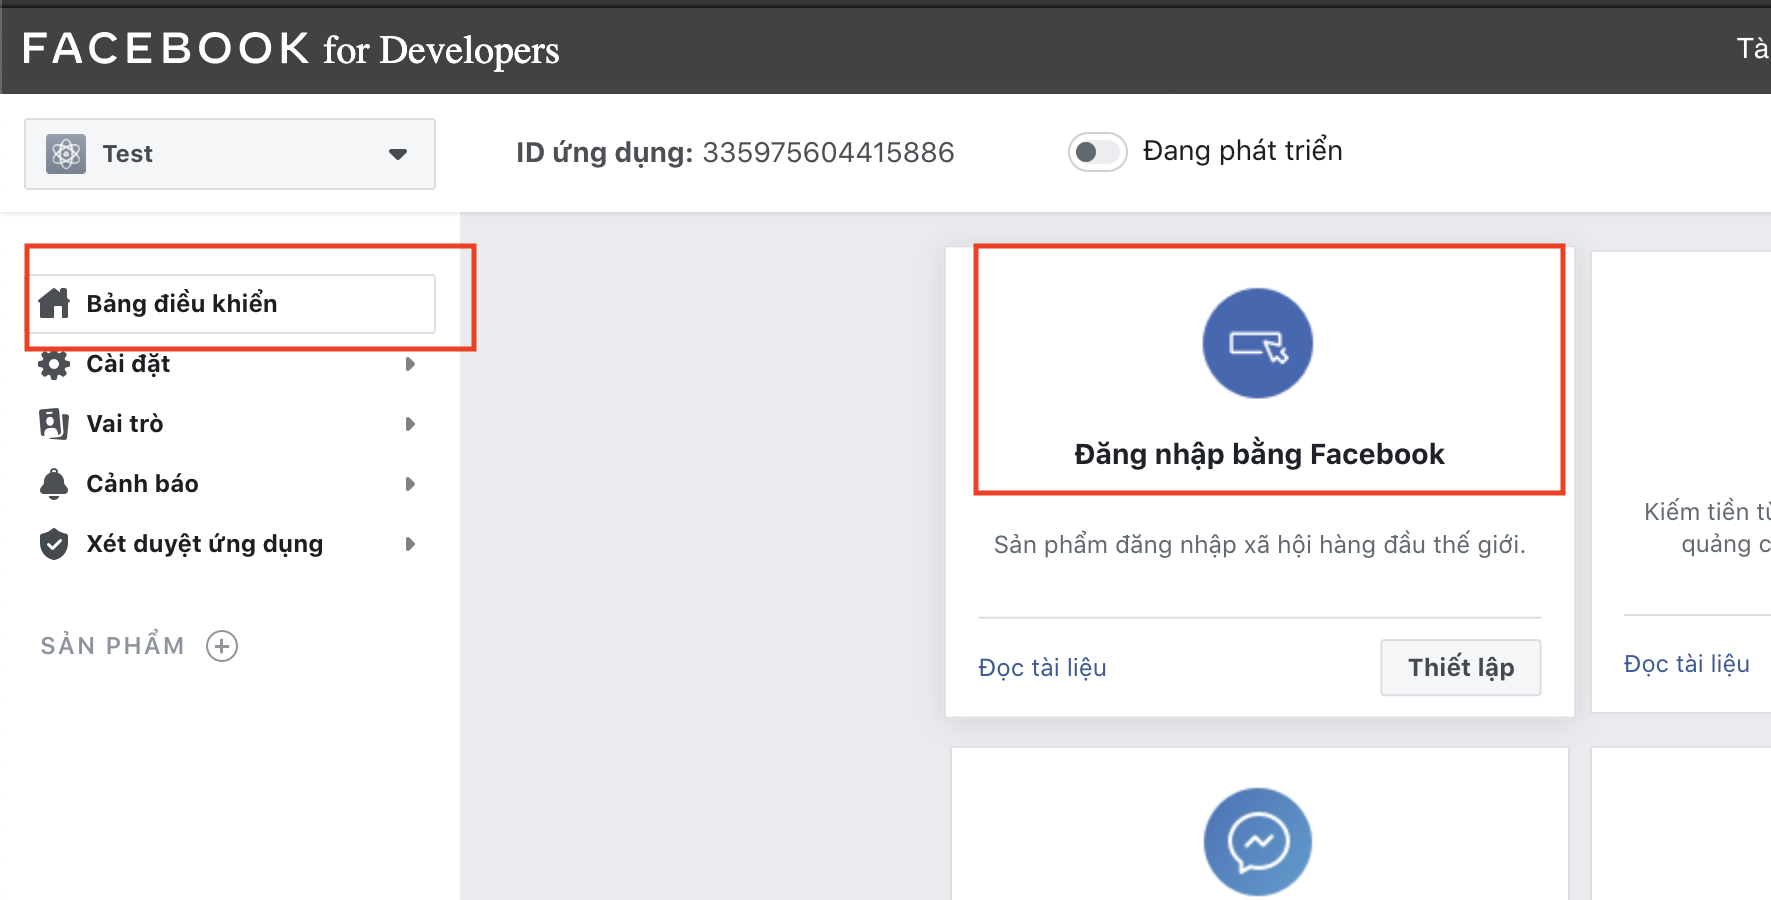 FACEBOOK for Developers
Tà
Test
ID ứng dụng: 335975604415886
Đang phát triển
Bảng điều khiển
Cài đặt
Vai trò
Cảnh báo
Xét duyệt ứng dụng
SẢN PHẨM
Đăng nhập bằng Facebook
Sản phẩm đăng nhập xã hội hàng đầu thế giới.
Đọc tài liệu
Thiết lập
Kiếm tiền từ
quảng c
Đọc tài liệu